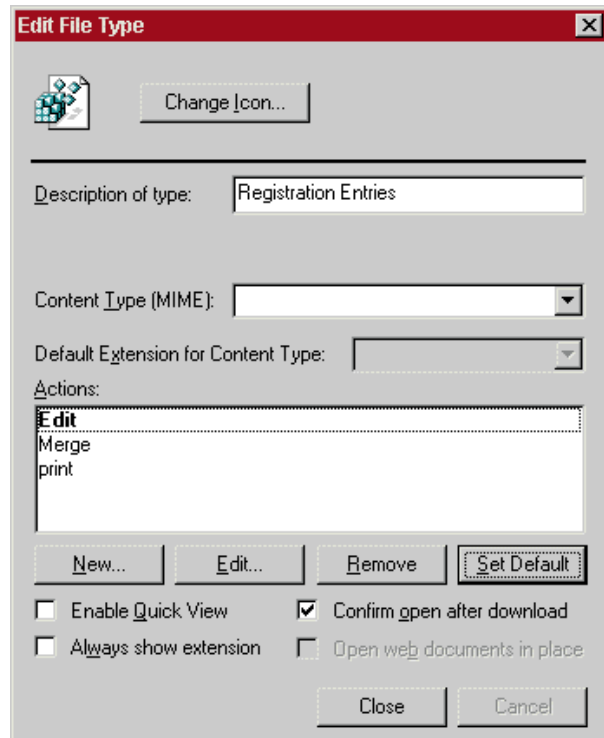 Edit File Type
Change Icon...
Description of type: Registration Entries
Content Type (MIME):
Default Extension for Content Type:
Actions:
Edit
Merge
print
New... Edit... Remove Set Default
Enable Quick View Confirm open after download
Always show extension Open web documents in place
Close Cancel